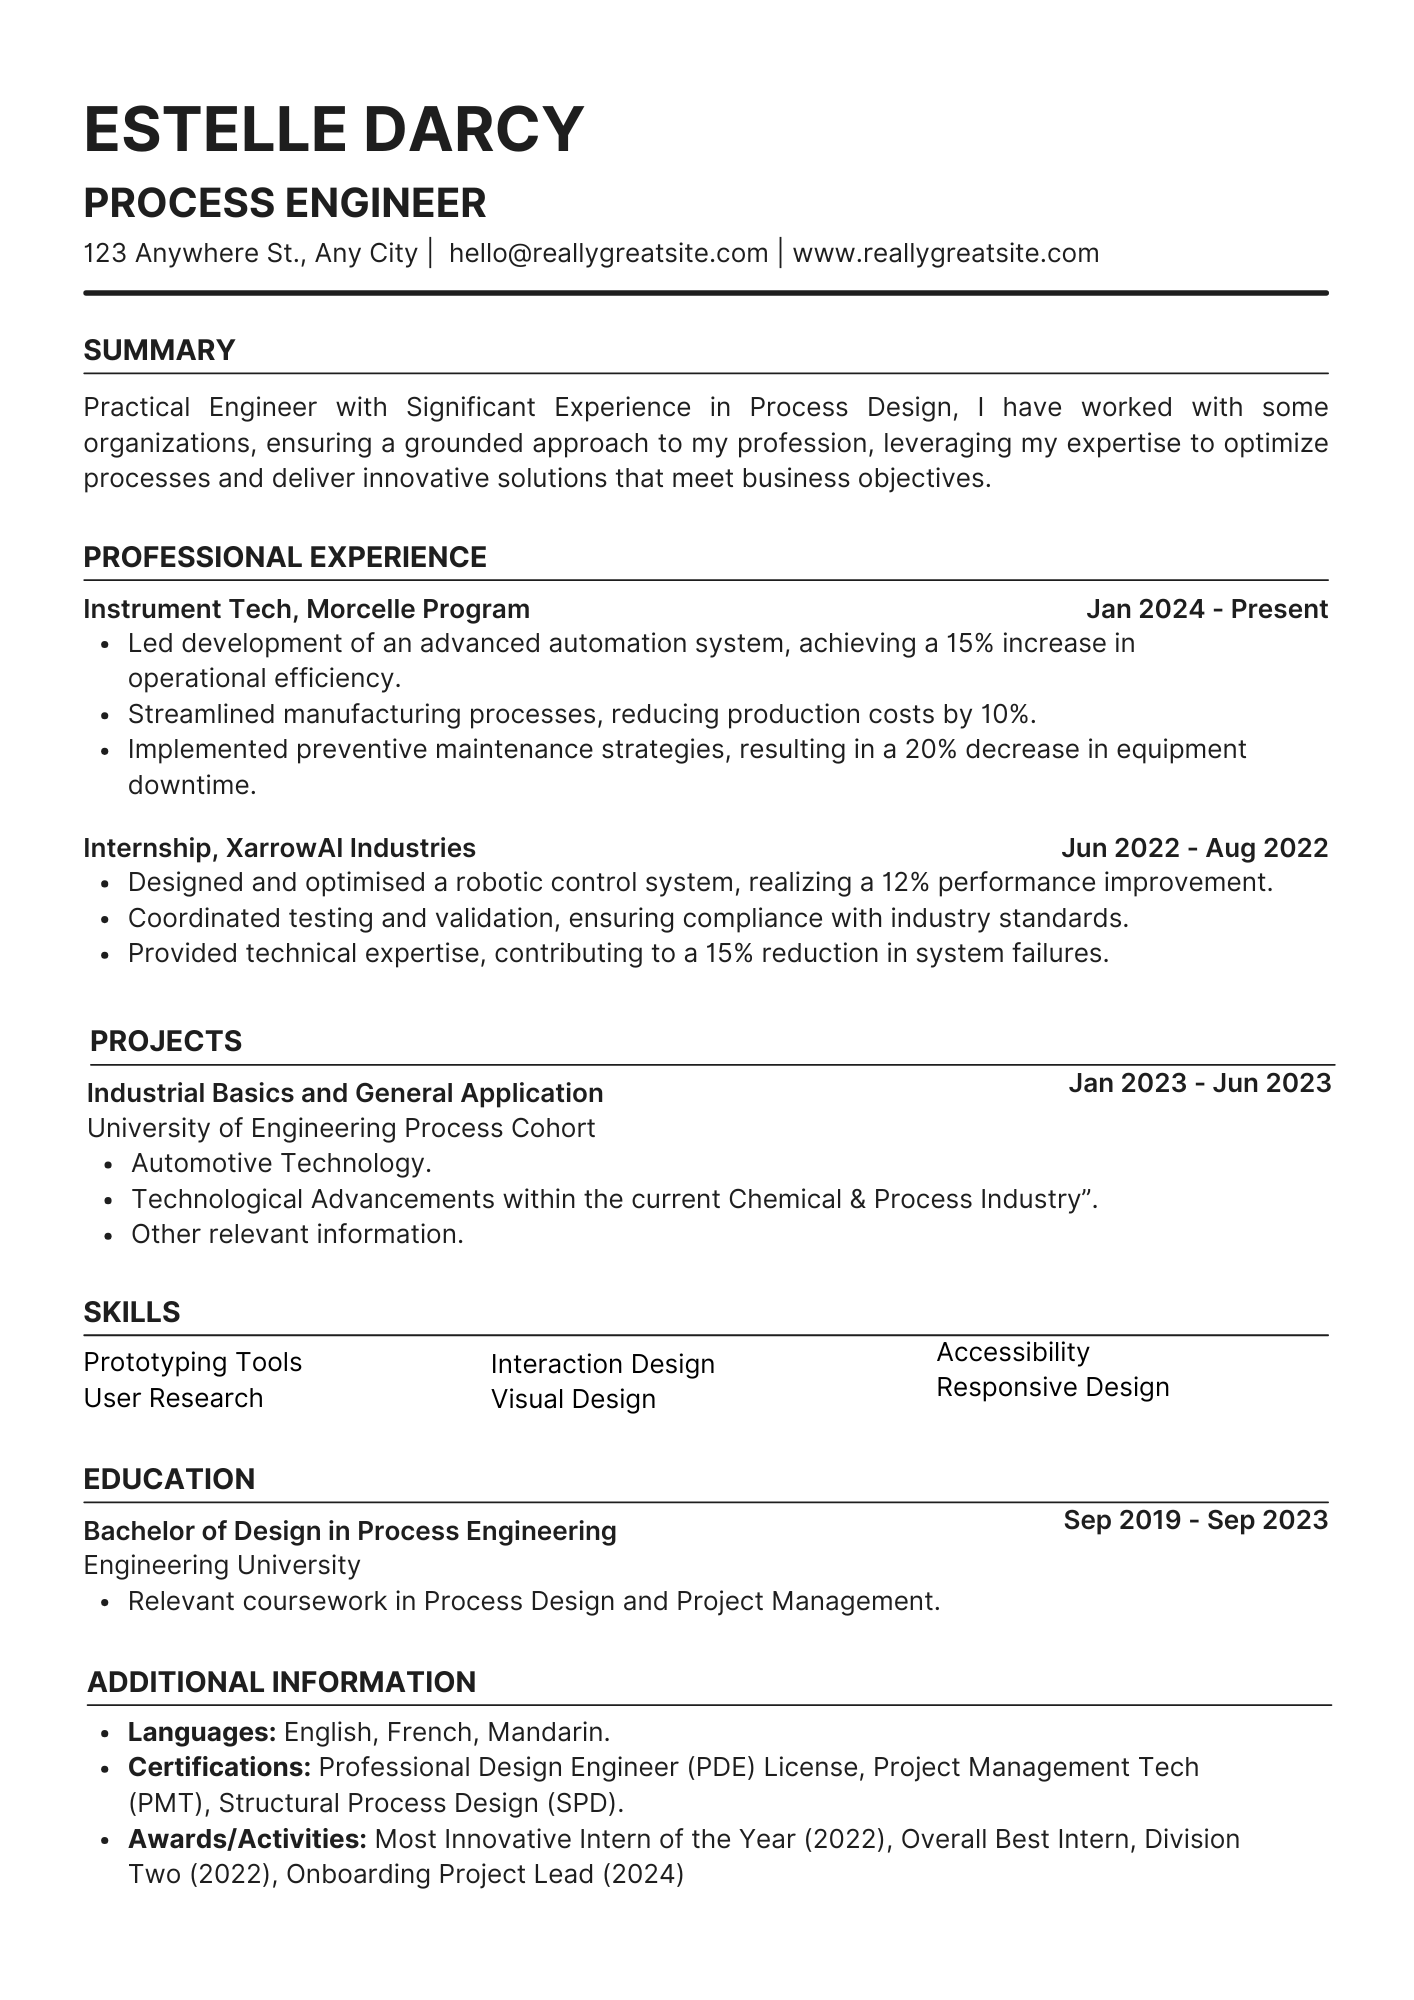 ESTELLE DARCY
PROCESS ENGINEER
123 Anywhere St., Any City | hello@reallygreatsite.com | www.reallygreatsite.com
SUMMARY
Practical Engineer with Significant Experience in Process Design, I have worked with some
organizations, ensuring a grounded approach to my profession, leveraging my expertise to optimize
processes and deliver innovative solutions that meet business objectives.
PROFESSIONAL EXPERIENCE
Instrument Tech, Morcelle Program Jan 2024 - Present
• Led development of an advanced automation system, achieving a 15% increase in
operational efficiency.
• Streamlined manufacturing processes, reducing production costs by 10%.
• Implemented preventive maintenance strategies, resulting in a 20% decrease in equipment
downtime.
Internship, XarrowAI Industries Jun 2022 - Aug 2022
• Designed and optimised a robotic control system, realizing a 12% performance improvement.
• Coordinated testing and validation, ensuring compliance with industry standards.
• Provided technical expertise, contributing to a 15% reduction in system failures.
PROJECTS
Industrial Basics and General Application Jan 2023 - Jun 2023
University of Engineering Process Cohort
• Automotive Technology.
• Technological Advancements within the current Chemical & Process Industry”.
• Other relevant information.
SKILLS
Prototyping Tools Interaction Design Accessibility
User Research Visual Design Responsive Design
EDUCATION
Bachelor of Design in Process Engineering Sep 2019 - Sep 2023
Engineering University
• Relevant coursework in Process Design and Project Management.
ADDITIONAL INFORMATION
• Languages: English, French, Mandarin.
• Certifications: Professional Design Engineer (PDE) License, Project Management Tech
(PMT), Structural Process Design (SPD).
• Awards/Activities: Most Innovative Intern of the Year (2022), Overall Best Intern, Division
Two (2022), Onboarding Project Lead (2024)